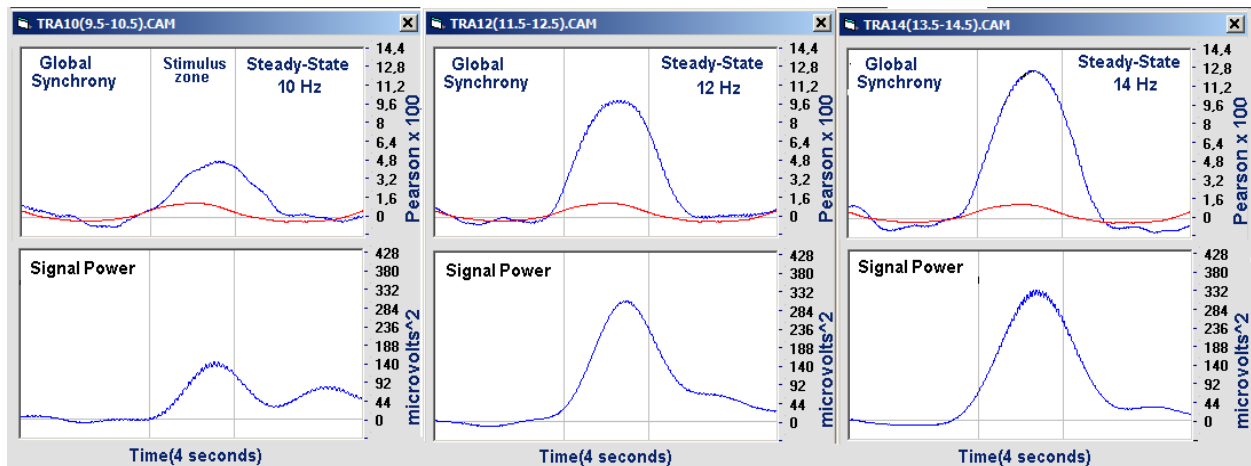 TRA10(9.5-10.5).CAM
Global
Synchrony
Stimulus
zone
Steady-State
10 Hz
14,4
12,8
11,2
9,6
8
6,4
4,8
3,2
1.6
0
Pearson x 100
Signal Power
428
380
332
284
236
188
140
92
44
0
microvolts^2
Time(4 seconds)
TRA12(11.5-12.5).CAM
Global
Synchrony
Steady-State
12 Hz
14,4
12,8
11,2
9,6
8
6,4
4,8
3,2
1.6
0
Pearson x 100
Signal Power
428
380
332
284
236
188
140
92
44
0
microvolts^2
Time(4 seconds)
TRA14(13.5-14.5).CAM
Global
Synchrony
Steady-State
14 Hz
14,4
12,8
11,2
9,6
8
6,4
4,8
3,2
1.6
0
Pearson x 100
Signal Power
428
380
332
284
236
188
140
92
44
0
microvolts^2
Time(4 seconds)